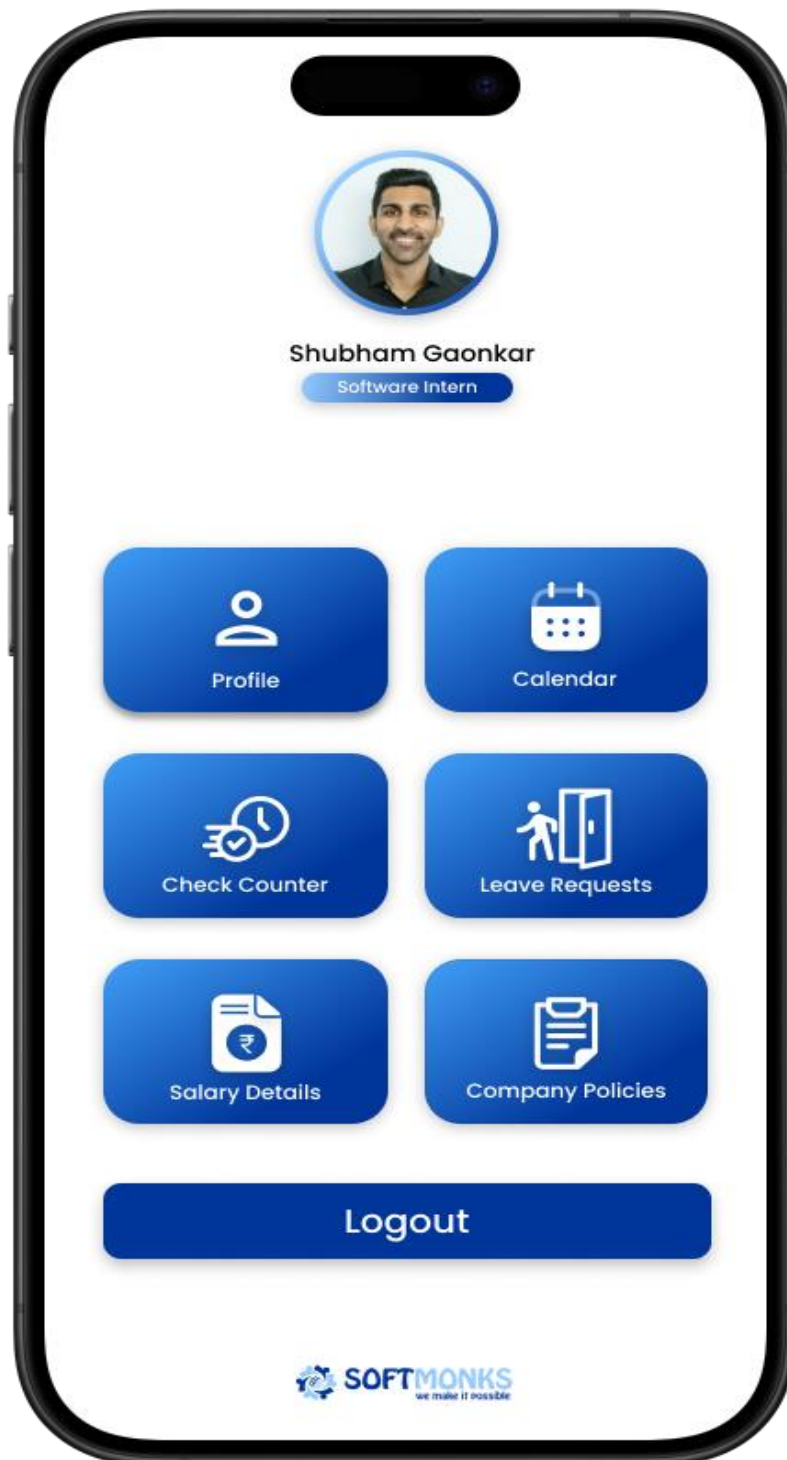 Shubham Gaonkar
Software Intern
Profile
Calendar
Check Counter
Leave Requests
₹
Salary Details
Company Policies
Logout
SOFTMONKS
we make it possible